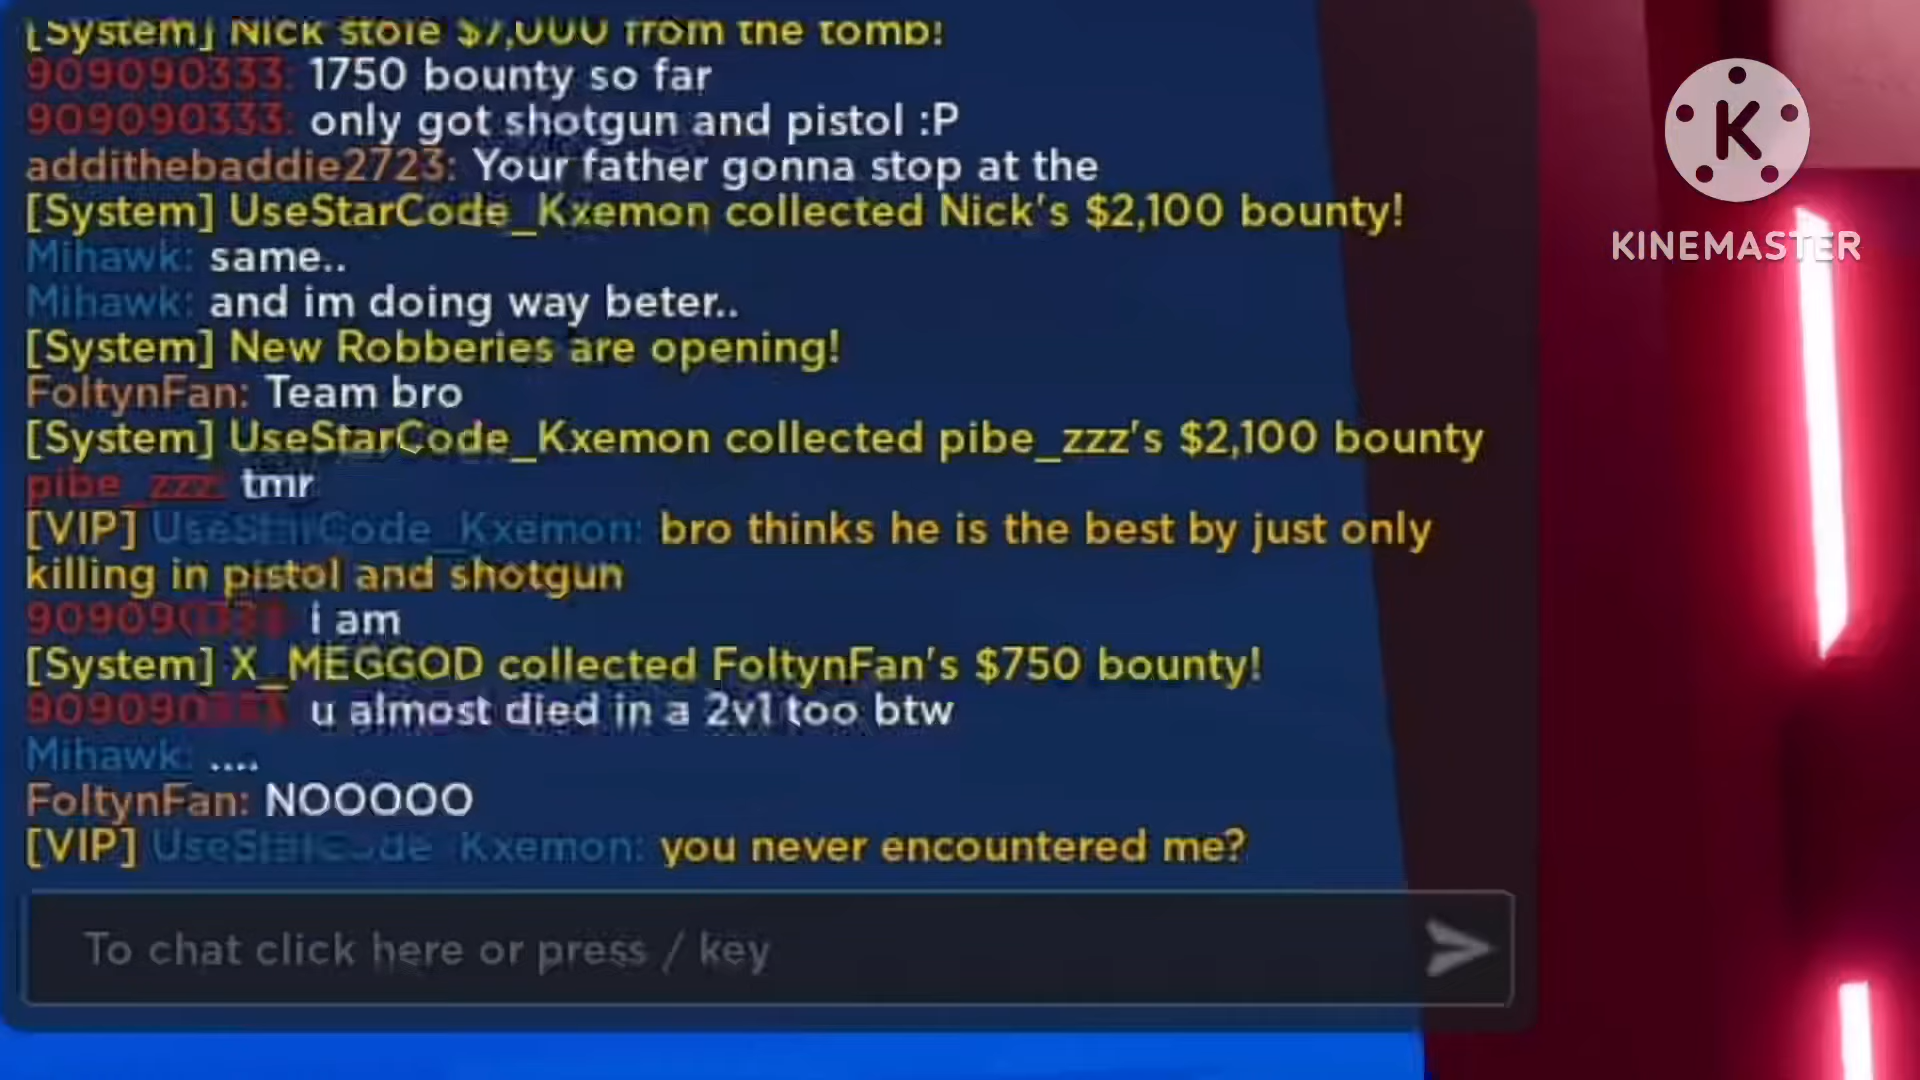 [System] Nick stole $7,000 from the tomb!
909090333: 1750 bounty so far
909090333: only got shotgun and pistol :P
addithebaddie2723: Your father gonna stop at the
[System] UseStarCode_Kxemon collected Nick's $2,100 bounty!
Mihawk: same..
Mihawk: and im doing way beter..
[System] New Robberies are opening!
FoltynFan: Team bro
[System] UseStarCode_Kxemon collected pibe_zzz's $2,100 bounty
pibe_zzz: tmr
[VIP] UseStarCode_Kxemon: bro thinks he is the best by just only
killing in pistol and shotgun
909090333: i am
[System] X_MEGGOD collected FoltynFan's $750 bounty!
909090333: u almost died in a 2v1 too btw
Mihawk: ....
FoltynFan: NOOOOO
[VIP] UseStarCode_Kxemon: you never encountered me?
To chat click here or press / key
K
KINEMASTER